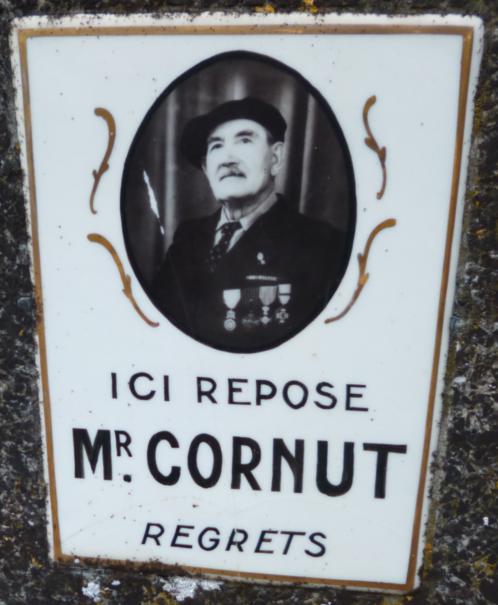 ICI REPOSE
MR. CORNUT
REGRETS